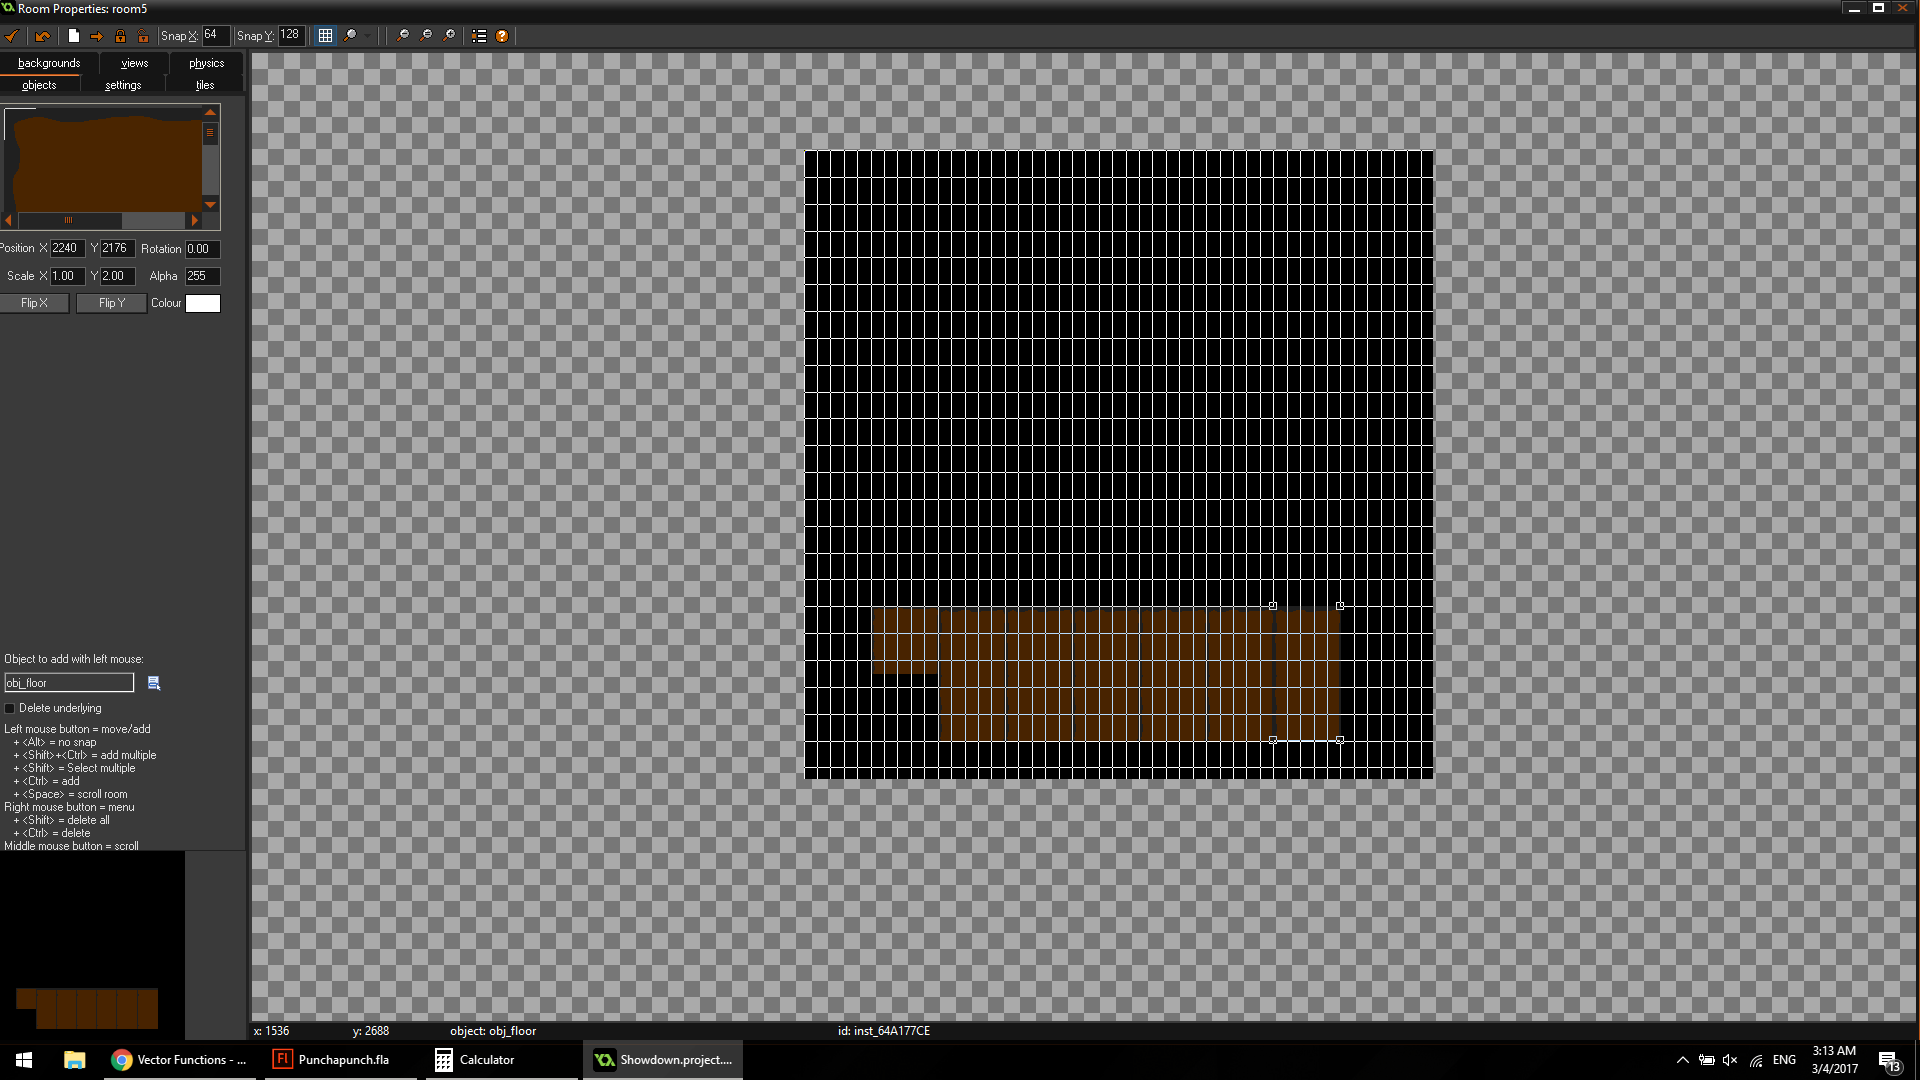 Room Properties: room5
Snap X: 64 Snap Y: 128
backgrounds views physics
objects settings tiles
Position X 2240 Y 2176 Rotation 0.00
Scale X 1.00 Y 2.00 Alpha 255
Flip X Flip Y Colour
Object to add with left mouse:
obj_floor
Delete underlying
Left mouse button = move/add
+ <Alt> = no snap
+ <Shift>+<Ctrl> = add multiple
+ <Shift> = Select multiple
+ <Ctrl> = add
+ <Space> = scroll room
Right mouse button = menu
+ <Shift> = delete all
+ <Ctrl> = delete
Middle mouse button = scroll
x: 1536 y: 2688 object: obj_floor id: inst_64A177CE
Vector Functions - ... Fl Punchapunch.fla Calculator Showdown.project.... ENG 3:13 AM
3/4/2017 13